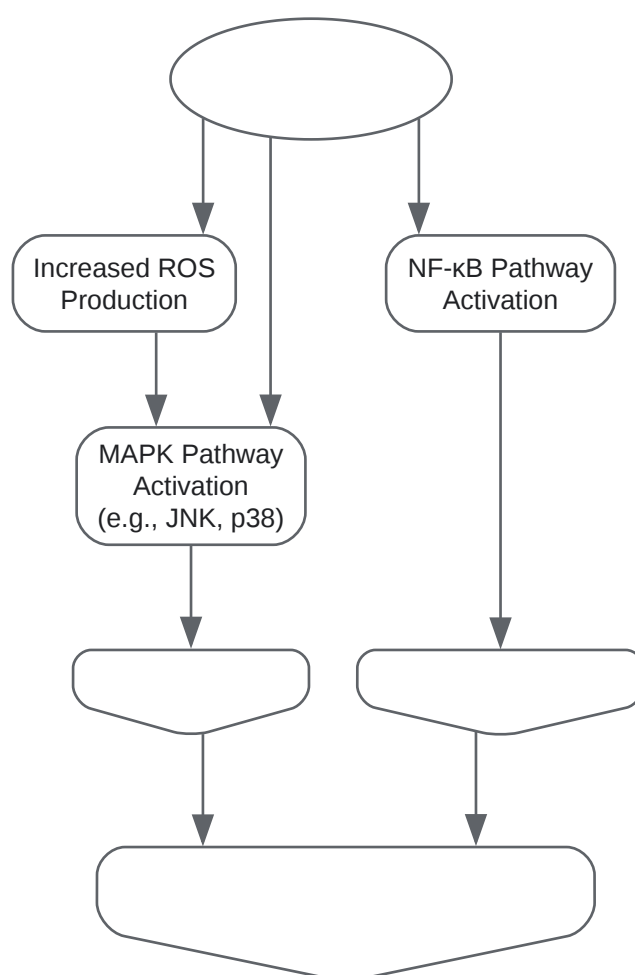 Increased ROS
Production
NF-κB Pathway
Activation
MAPK Pathway
Activation
(e.g., JNK, p38)